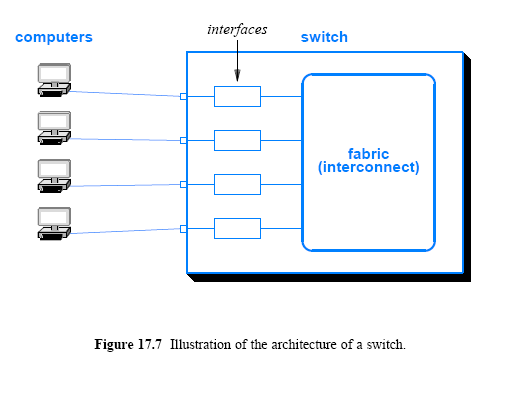 interfaces
computers
switch
fabric
(interconnect)
Figure 17.7 Illustration of the architecture of a switch.